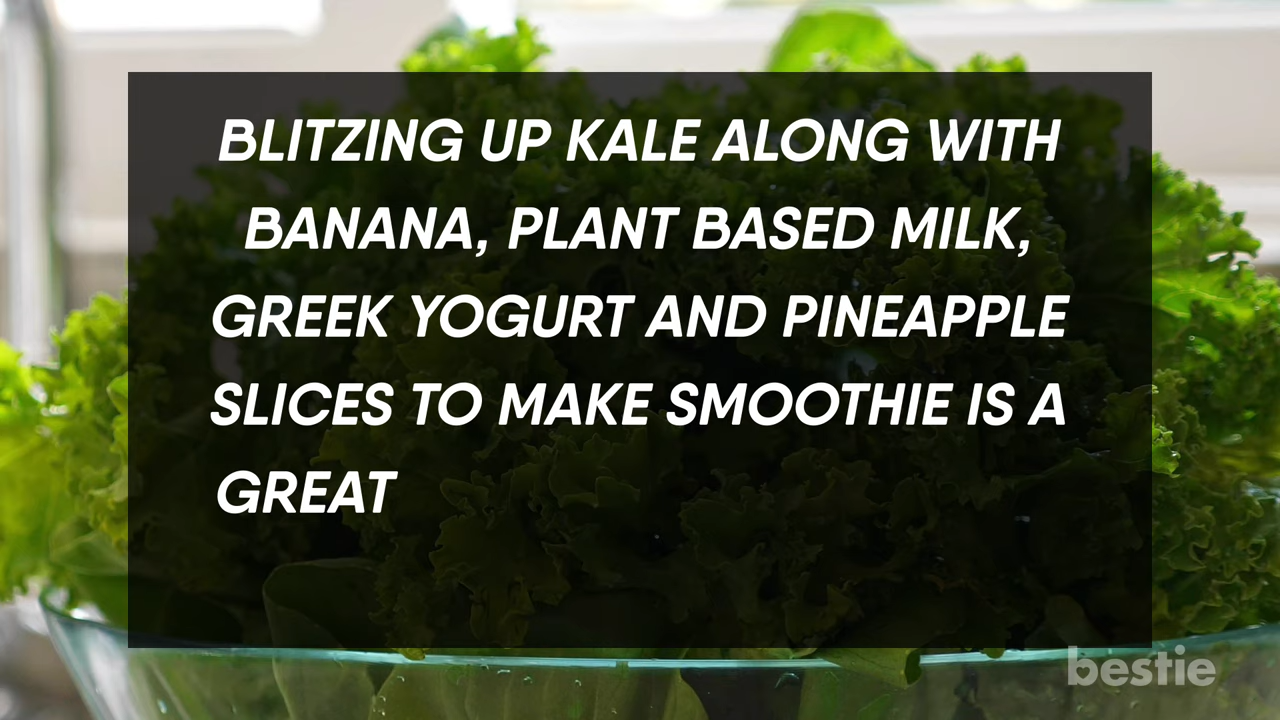 BLITZING UP KALE ALONG WITH
BANANA, PLANT BASED MILK,
GREEK YOGURT AND PINEAPPLE
SLICES TO MAKE SMOOTHIE IS A
GREAT
bestie